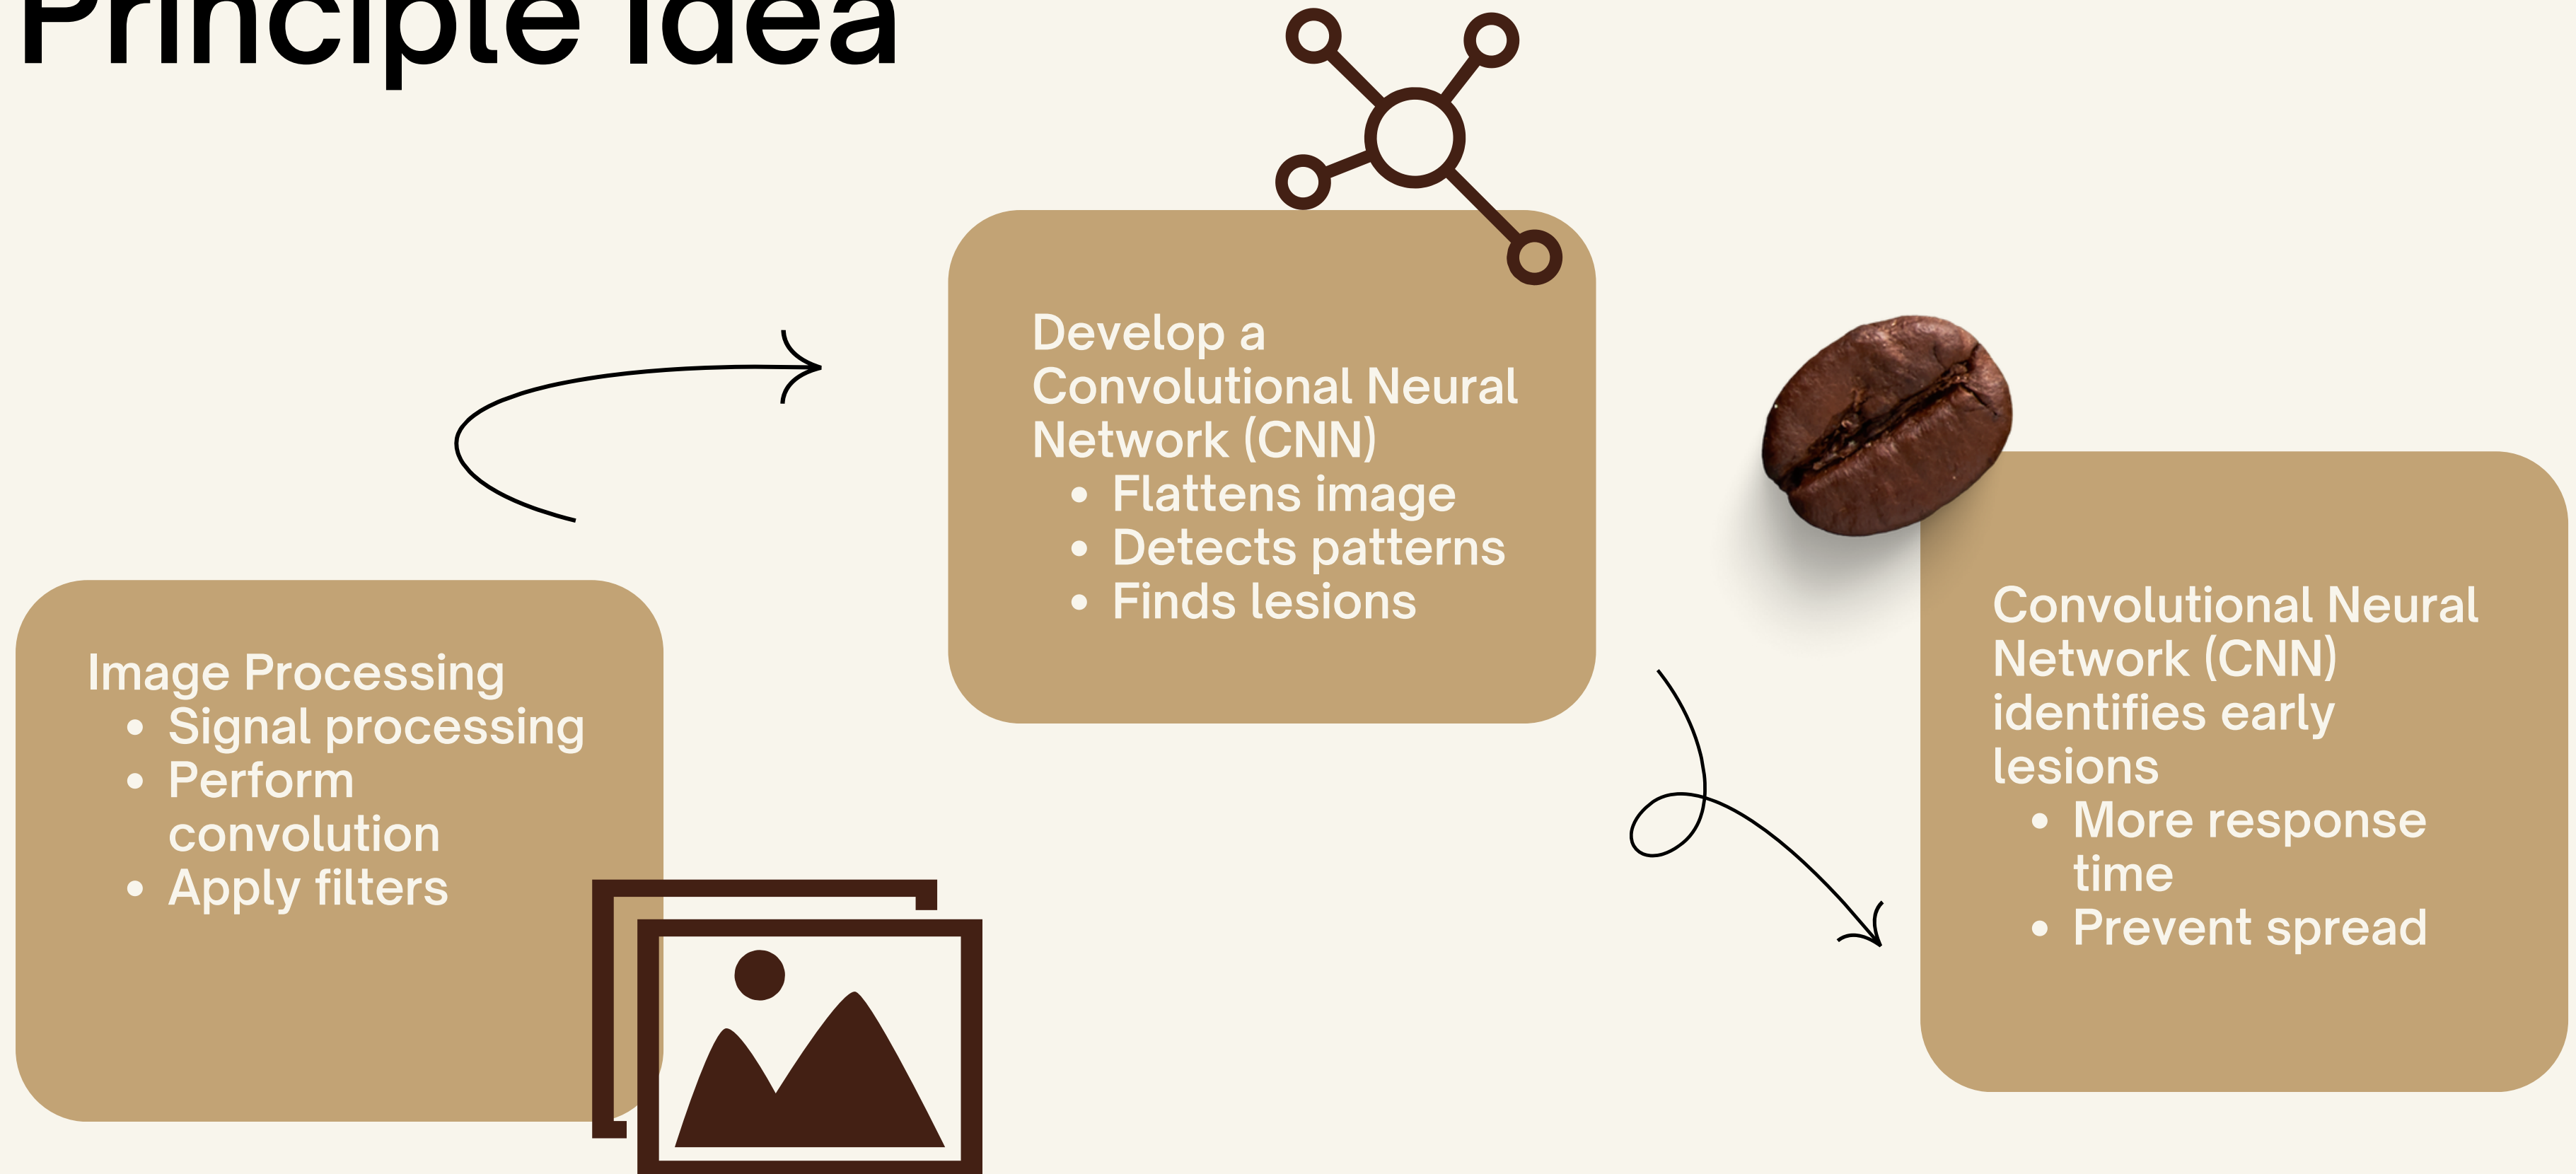 Principle Idea
Develop a
Convolutional Neural
Network (CNN)
• Flattens image
• Detects patterns
• Finds lesions
Image Processing
• Signal processing
• Perform
convolution
• Apply filters
Convolutional Neural
Network (CNN)
identifies early
lesions
• More response
time
• Prevent spread